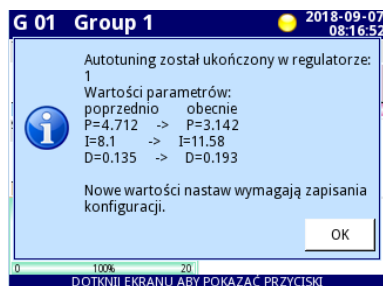 G 01 Group 1
2018-09-07
08:16:52
Autotuning został ukończony w regulatorze:
1
Wartości parametrów:
poprzednio obecnie
P=4.712 -> P=3.142
I=8.1 -> I=11.58
D=0.135 -> D=0.193
Nowe wartości nastaw wymagają zapisania
konfiguracji.
OK
0 100% 20
DOTKNIJ EKRANU ABY POKAZAĆ PRZYCISKI